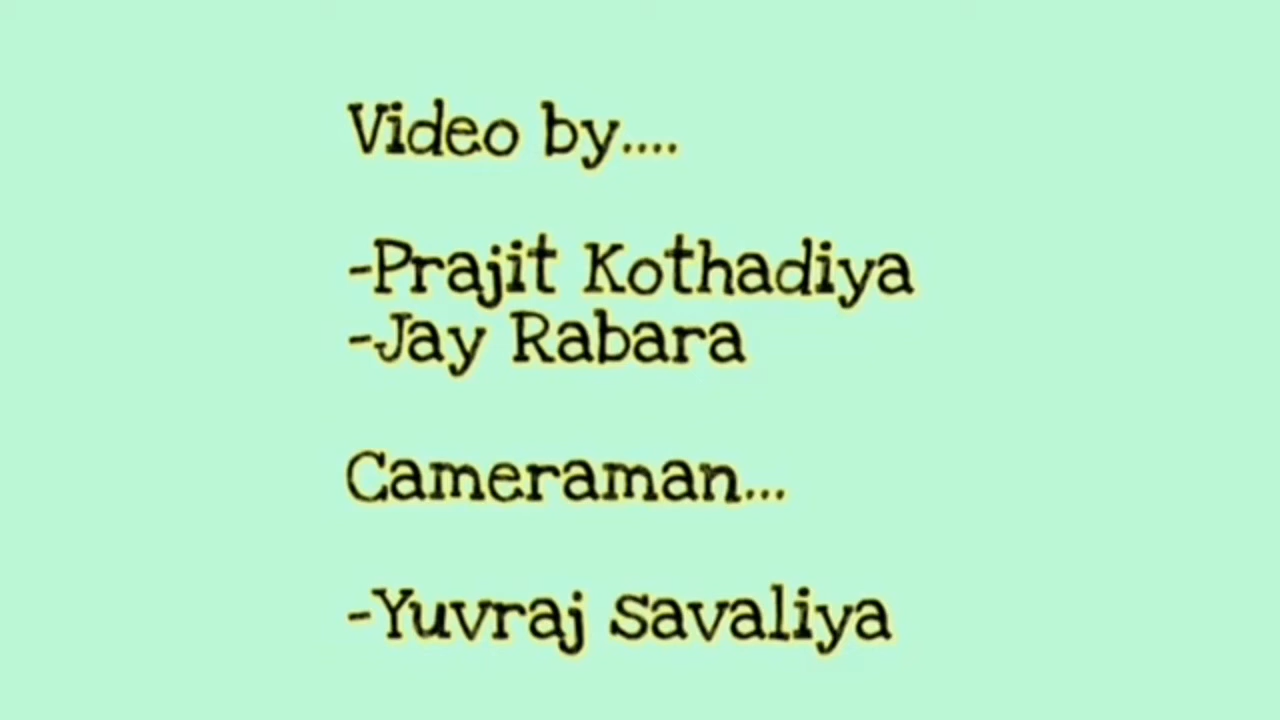 Video by....
-Prajit Kothadiya
-Jay Rabara
Cameraman...
-Yuvraj Savaliya